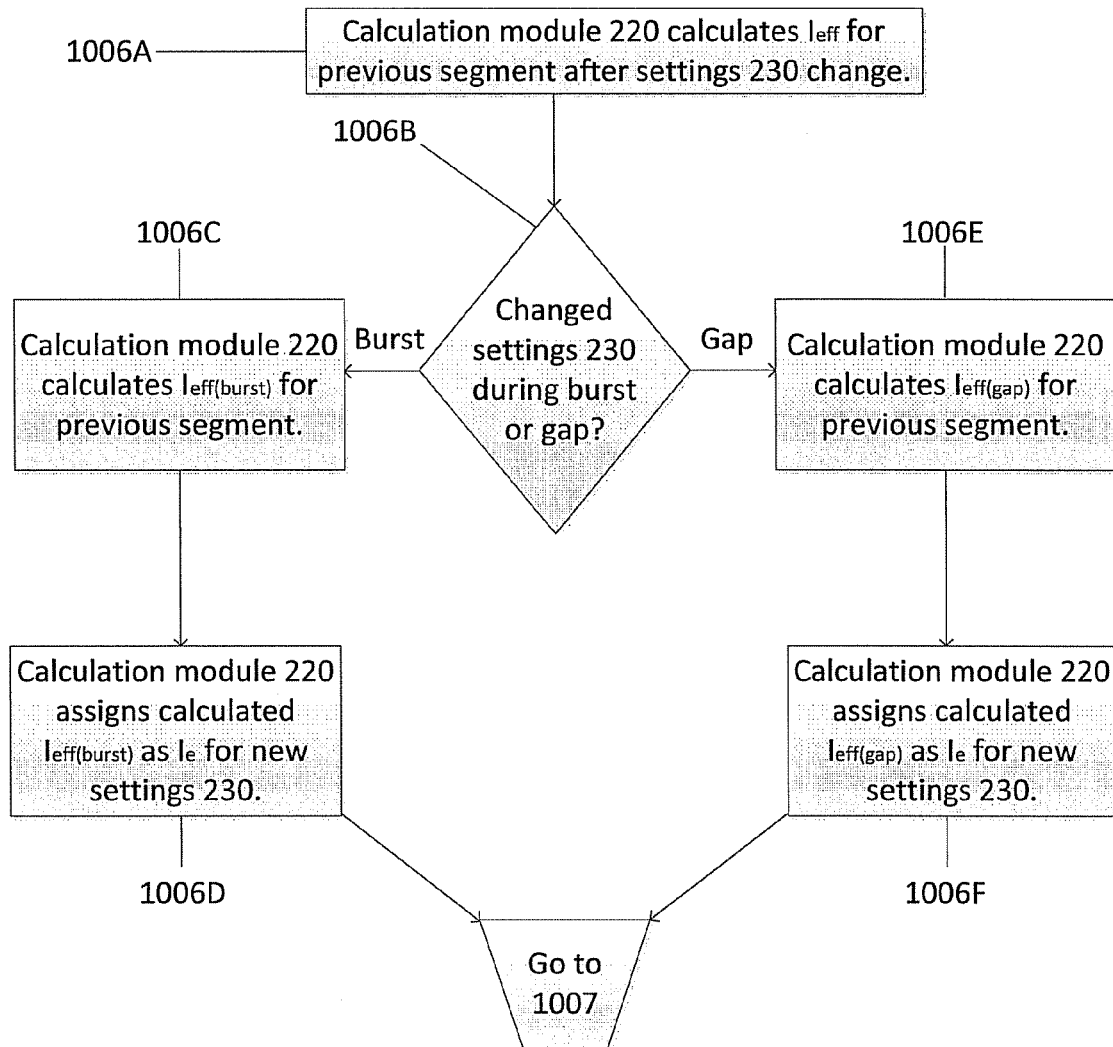 1006A
Calculation module 220 calculates Ieff for
previous segment after settings 230 change.
1006B
1006C
1006E
Calculation module 220
calculates Ieff(burst) for
previous segment.
Burst
Changed
settings 230
during burst
or gap?
Gap
Calculation module 220
calculates Ieff(gap) for
previous segment.
Calculation module 220
assigns calculated
Ieff(burst) as Ie for new
settings 230.
Calculation module 220
assigns calculated
Ieff(gap) as Ie for new
settings 230.
1006D
1006F
Go to
1007